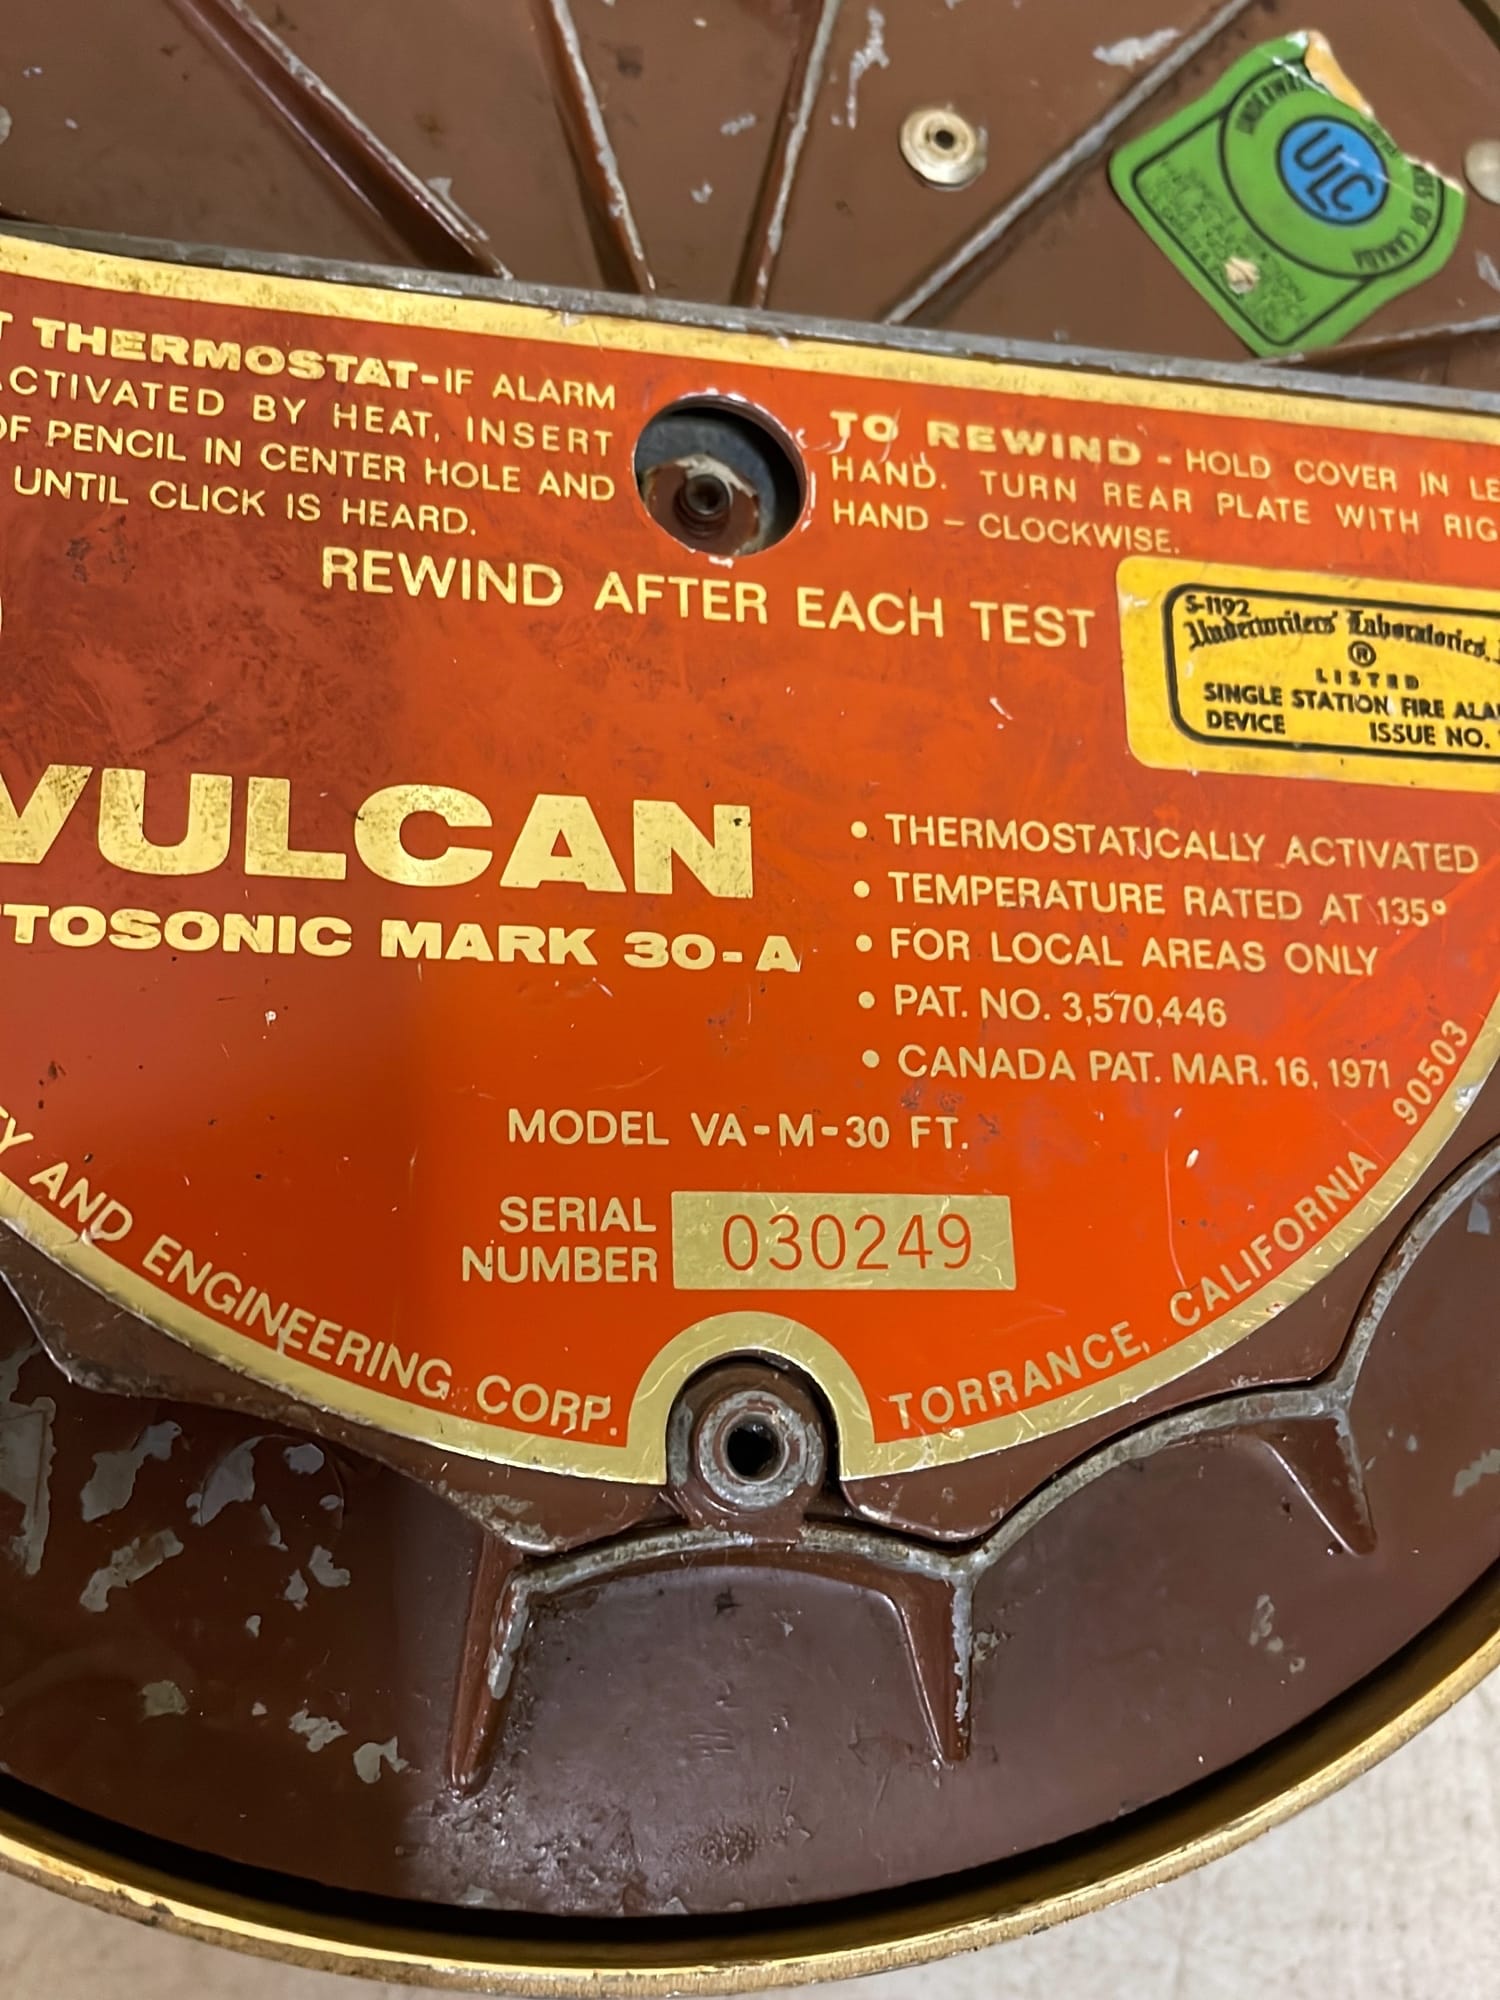 T THERMOSTAT-IF ALARM
ACTIVATED BY HEAT, INSERT
OF PENCIL IN CENTER HOLE AND
UNTIL CLICK IS HEARD.
TO REWIND - HOLD COVER IN LE
HAND. TURN REAR PLATE WITH RIG
HAND - CLOCKWISE.
REWIND AFTER EACH TEST
ULC
OF CANADA
S-1192
Underwriters' Laboratories,
®
LISTED
SINGLE STATION FIRE ALA
DEVICE ISSUE NO.
VULCAN
TOSONIC MARK 30-A
• THERMOSTATICALLY ACTIVATED
• TEMPERATURE RATED AT 135°
• FOR LOCAL AREAS ONLY
• PAT. NO. 3,570,446
• CANADA PAT. MAR. 16, 1971
MODEL VA-M-30 FT.
SERIAL
NUMBER 030249
TY AND ENGINEERING CORP. TORRANCE, CALIFORNIA 90503